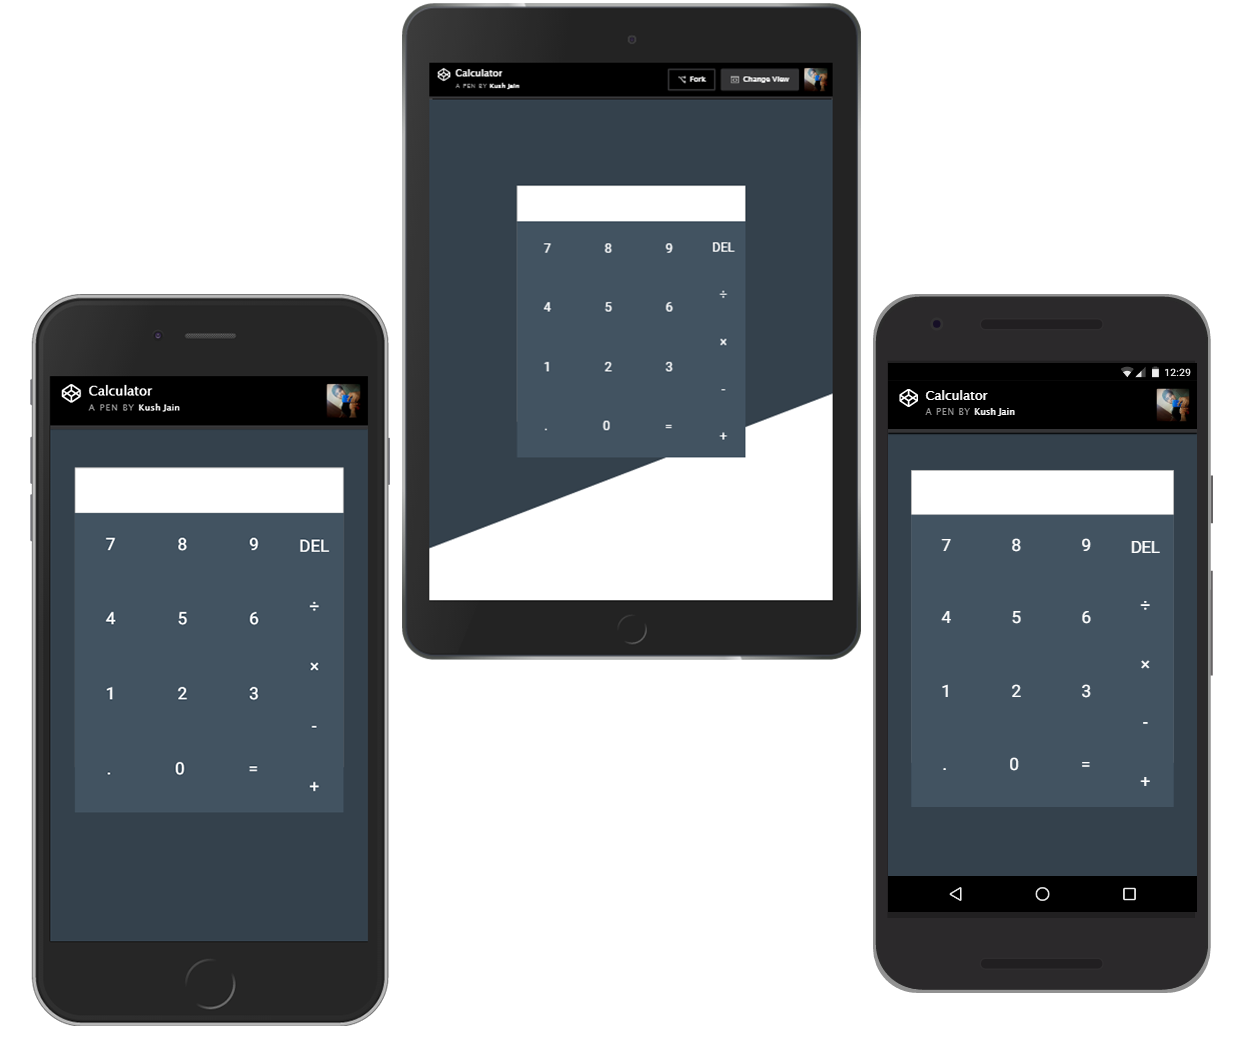 Calculator
A PEN BY Kush Jain
Fork
Change View
7 8 9 DEL
÷
4 5 6
×
1 2 3
-
. 0 =
+
Calculator
A PEN BY Kush Jain
7 8 9 DEL
÷
4 5 6
×
1 2 3
-
. 0 =
+
12:29
Calculator
A PEN BY Kush Jain
7 8 9 DEL
÷
4 5 6
×
1 2 3
-
. 0 =
+